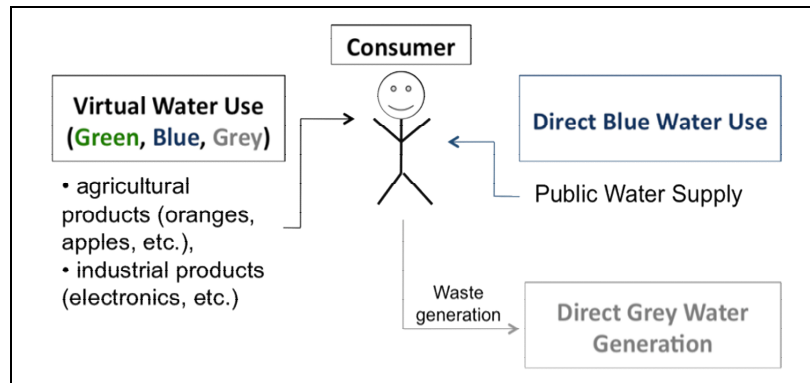 Consumer
Virtual Water Use
(Green, Blue, Grey)
• agricultural
products (oranges,
apples, etc.),
• industrial products
(electronics, etc.)
Direct Blue Water Use
Public Water Supply
Waste
generation
Direct Grey Water
Generation